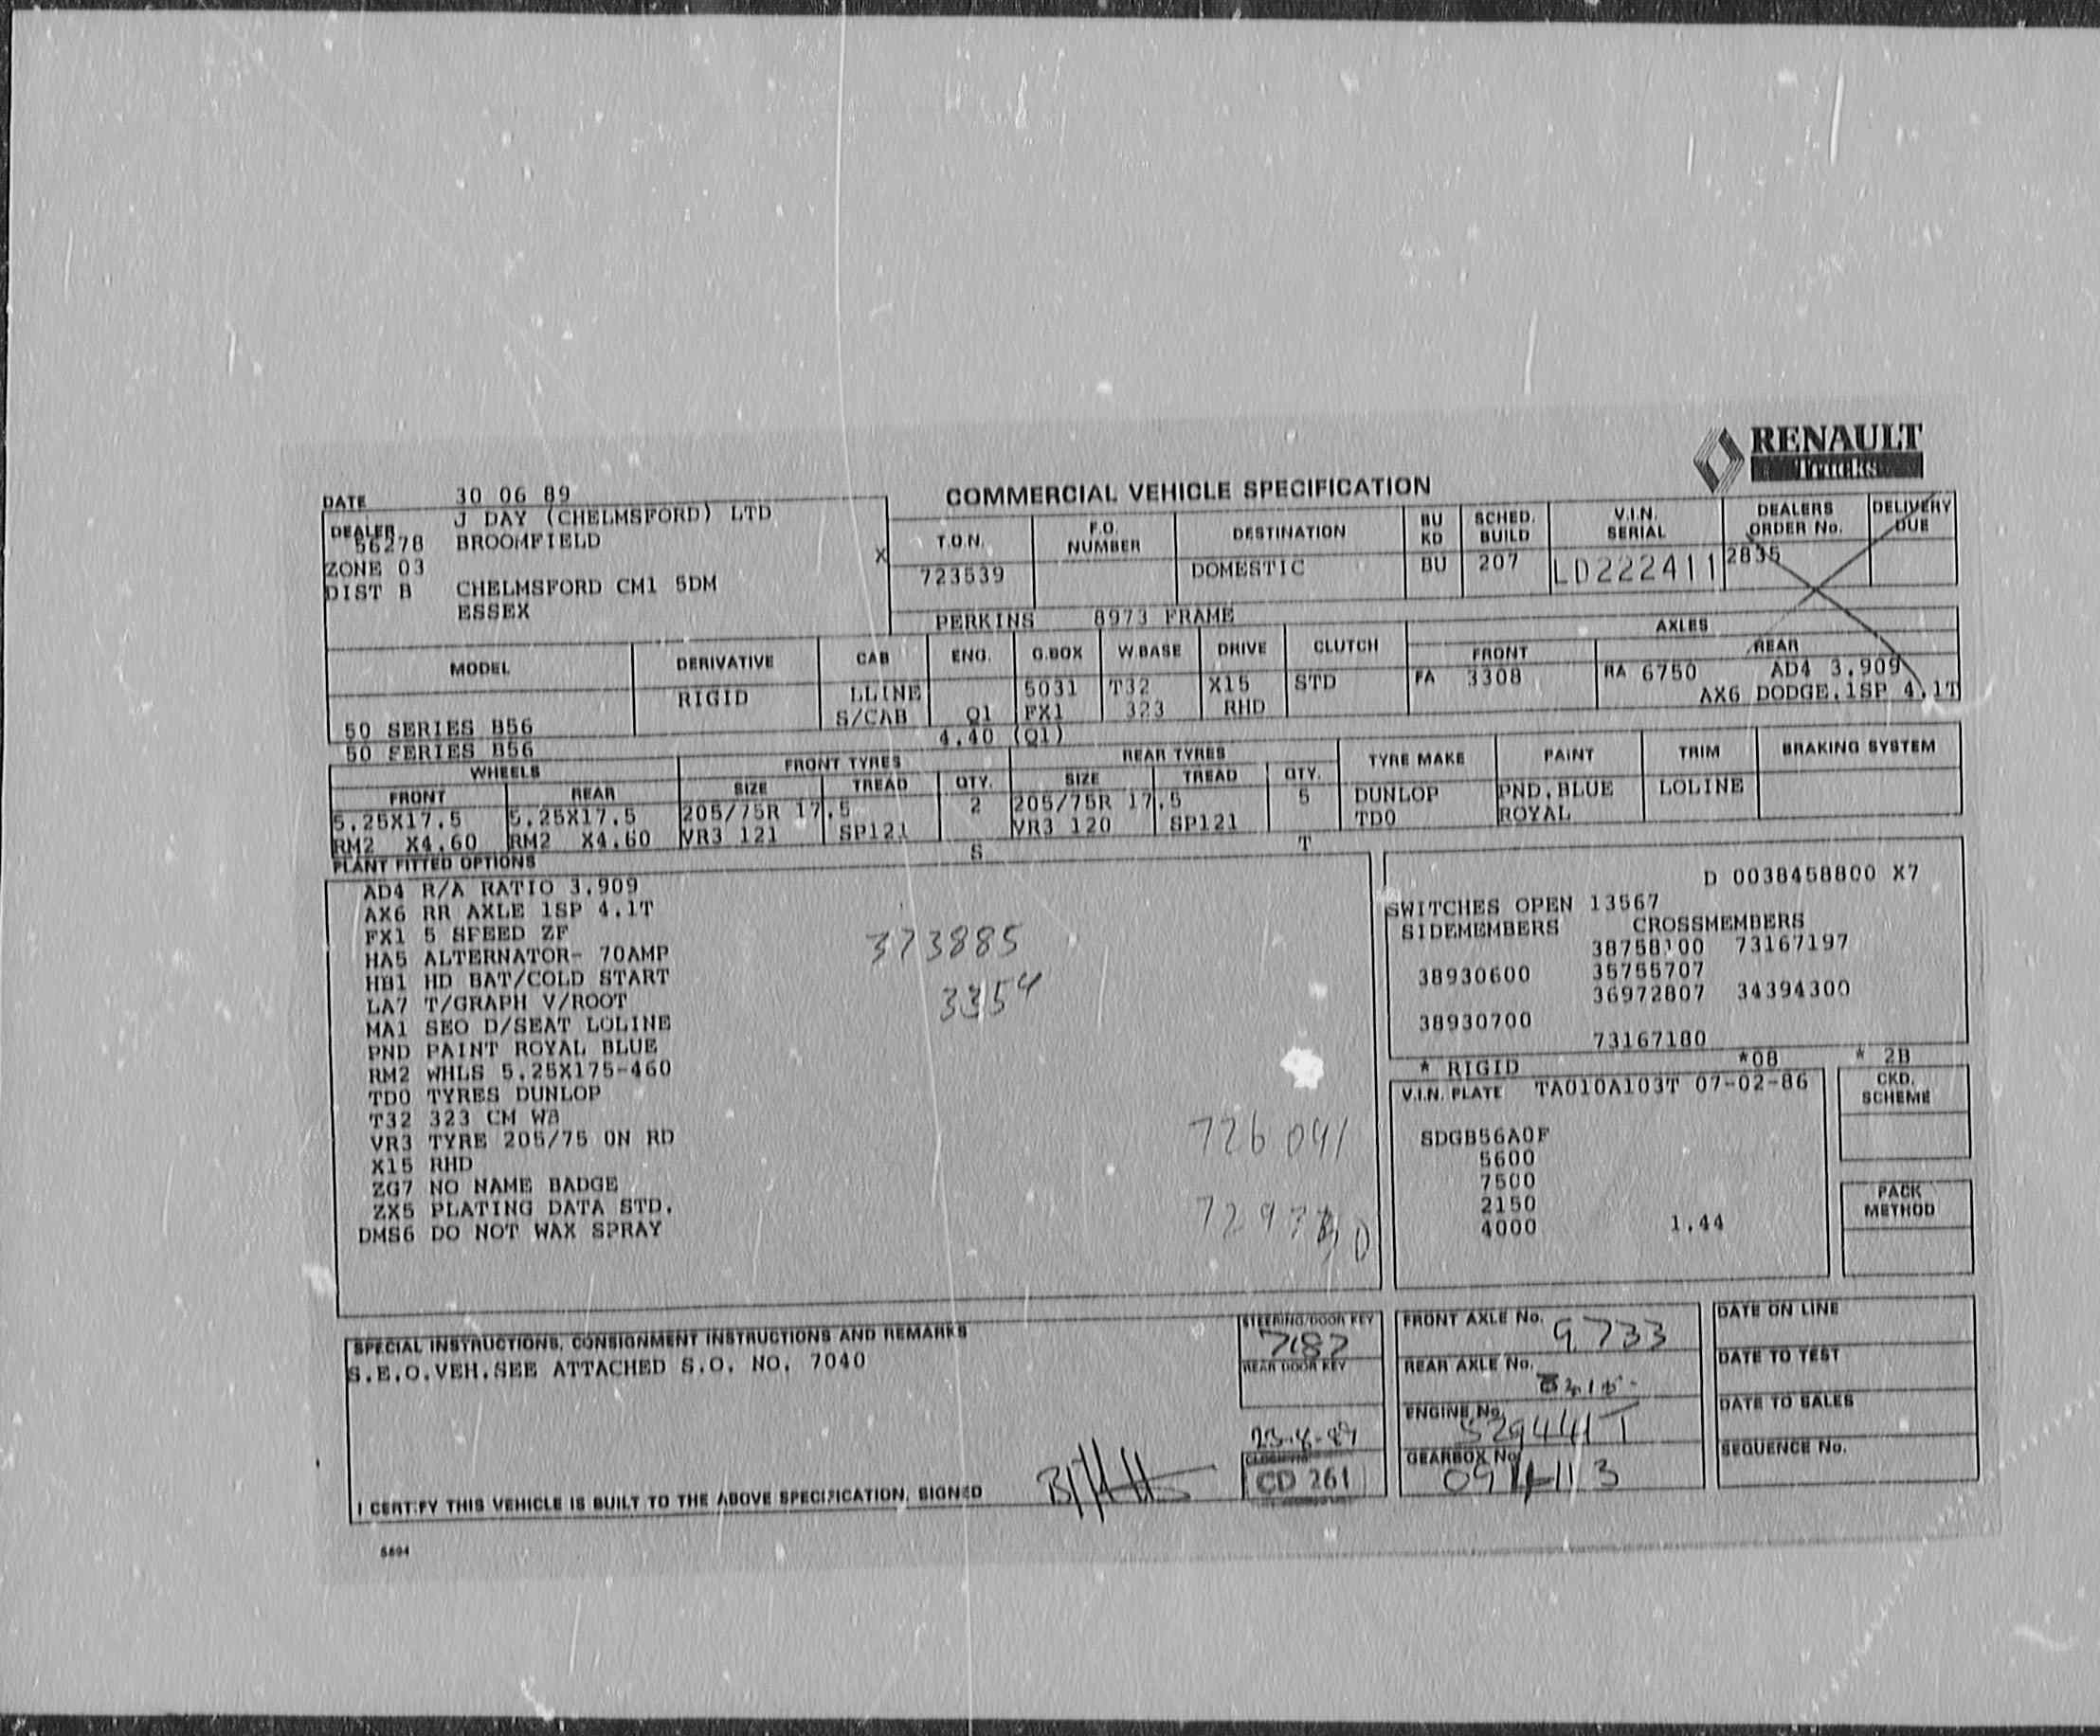 RENAULT
Trucks
COMMERCIAL VEHICLE SPECIFICATION
DATE 30 06 89
DEALER J DAY (CHELMSFORD) LTD
56278 BROOMFIELD
ZONE 03
DIST B CHELMSFORD CM1 5DM
ESSEX
X
T.O.N. F.O. NUMBER DESTINATION BU KD SCHED. BUILD V.I.N. SERIAL DEALERS ORDER No. DELIVERY DUE
723539 DOMESTIC BU 207 LD222411 2835
PERKINS 8973 FRAME
MODEL DERIVATIVE CAB ENG. G.BOX W.BASE DRIVE CLUTCH AXLES
FRONT REAR
RIGID LLINE 5031 T32 X15 STD FA 3308 RA 6750 AD4 3.909
50 SERIES B56 S/CAB Q1 FX1 323 RHD AX6 DODGE.1SP 4.1T
50 SERIES B56 4.40 (Q1)
WHEELS FRONT TYRES REAR TYRES TYRE MAKE PAINT TRIM BRAKING SYSTEM
FRONT REAR SIZE TREAD QTY. SIZE TREAD QTY.
5.25X17.5 5.25X17.5 205/75R 17.5 2 205/75R 17.5 5 DUNLOP PND.BLUE LOLINE
RM2 X4.60 RM2 X4.60 VR3 121 SP121 VR3 120 SP121 TD0 ROYAL
PLANT FITTED OPTIONS S T
AD4 R/A RATIO 3.909
AX6 RR AXLE 1SP 4.1T
FX1 5 SPEED ZF
HA5 ALTERNATOR- 70AMP
HB1 HD BAT/COLD START
LA7 T/GRAPH V/ROOT
MA1 SEO D/SEAT LOLINE
PND PAINT ROYAL BLUE
RM2 WHLS 5.25X175-460
TD0 TYRES DUNLOP
T32 323 CM WB
VR3 TYRE 205/75 ON RD
X15 RHD
ZG7 NO NAME BADGE
ZX5 PLATING DATA STD.
DMS6 DO NOT WAX SPRAY
373885
3354
726041
D 0038458800 X7
SWITCHES OPEN 13567
SIDEMEMBERS CROSSMEMBERS
38758100 73167197
38930600 35755707
36972807 34394300
38930700
73167180
* RIGID *08 * 2B
V.I.N. PLATE TA010A103T 07-02-86
SDGB56A0F
5600
7500
2150
4000 1.44
CKD. SCHEME
PACK METHOD
SPECIAL INSTRUCTIONS, CONSIGNMENT INSTRUCTIONS AND REMARKS
S.E.O.VEH.SEE ATTACHED S.O. NO. 7040
I CERTIFY THIS VEHICLE IS BUILT TO THE ABOVE SPECIFICATION, SIGNED
STEERING/DOOR KEY
7187
REAR DOOR KEY
23-8-89
CD 261
FRONT AXLE No. 9733
REAR AXLE No.
ENGINE No. S29441T
GEARBOX No. 094113
DATE ON LINE
DATE TO TEST
DATE TO SALES
SEQUENCE No.
5694